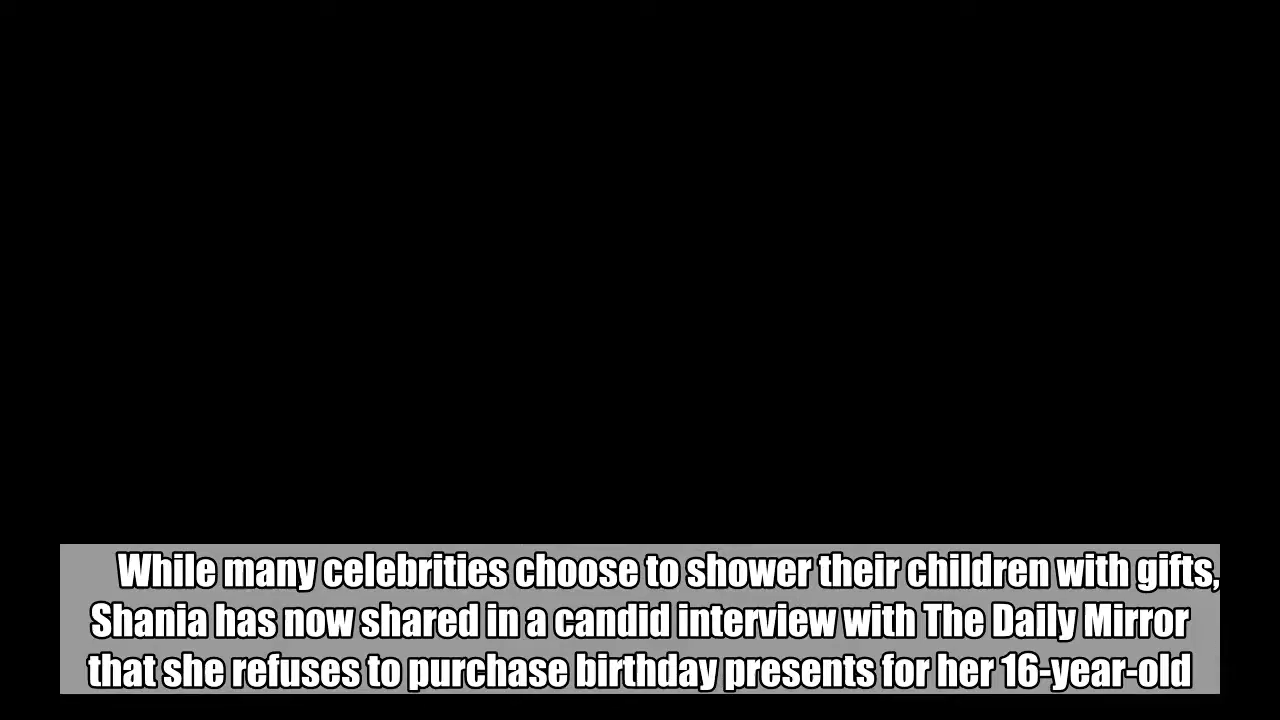 While many celebrities choose to shower their children with gifts,
Shania has now shared in a candid interview with The Daily Mirror
that she refuses to purchase birthday presents for her 16-year-old